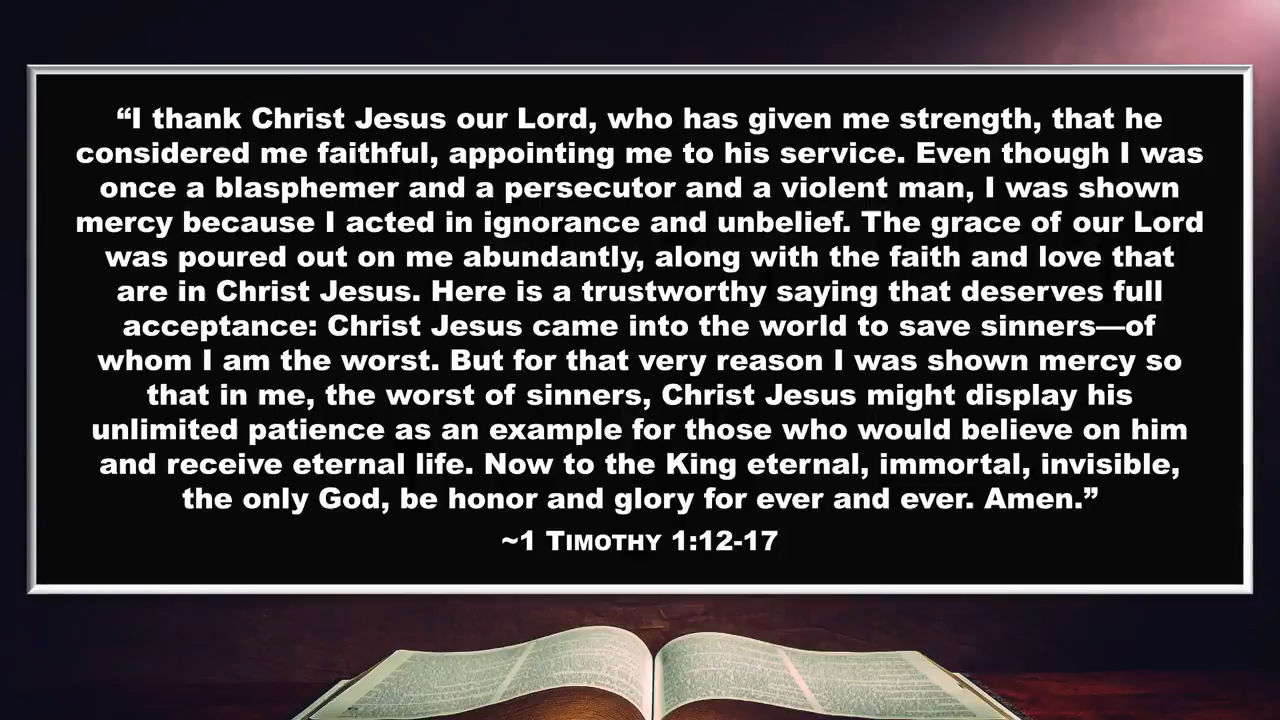 “I thank Christ Jesus our Lord, who has given me strength, that he
considered me faithful, appointing me to his service. Even though I was
once a blasphemer and a persecutor and a violent man, I was shown
mercy because I acted in ignorance and unbelief. The grace of our Lord
was poured out on me abundantly, along with the faith and love that
are in Christ Jesus. Here is a trustworthy saying that deserves full
acceptance: Christ Jesus came into the world to save sinners—of
whom I am the worst. But for that very reason I was shown mercy so
that in me, the worst of sinners, Christ Jesus might display his
unlimited patience as an example for those who would believe on him
and receive eternal life. Now to the King eternal, immortal, invisible,
the only God, be honor and glory for ever and ever. Amen.”
~1 Timothy 1:12-17